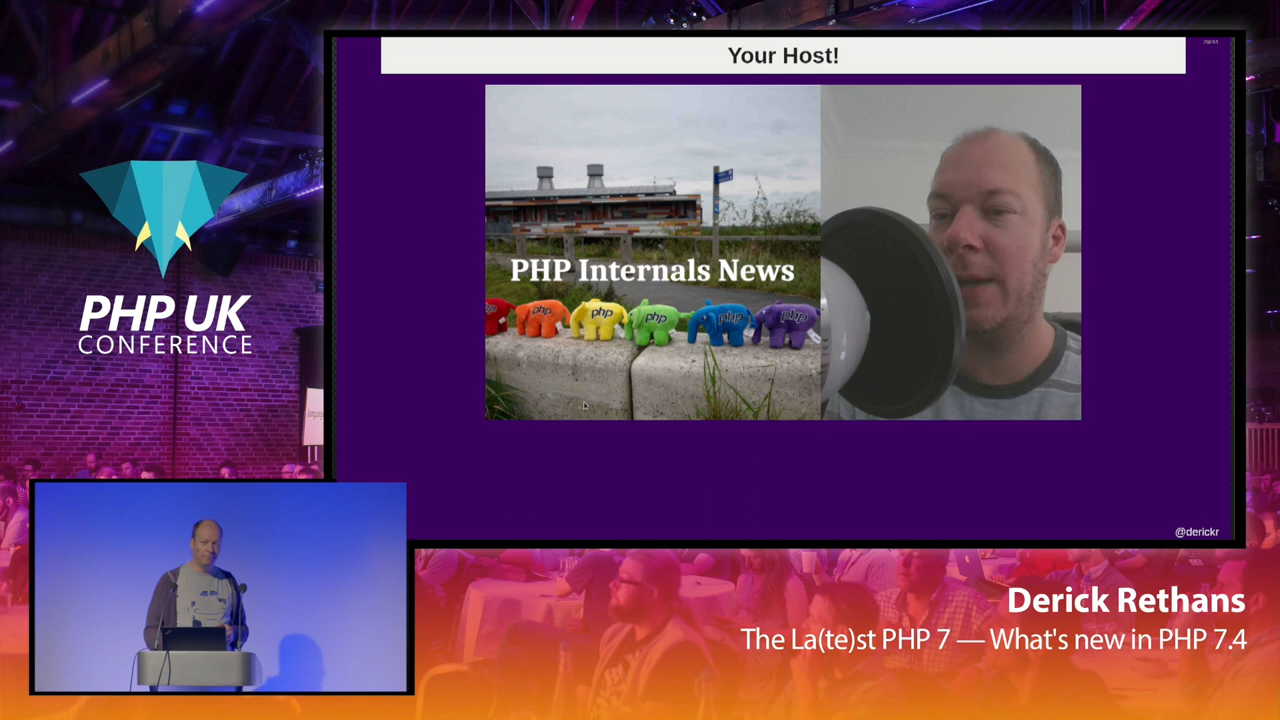 Your Host!
PHP Internals News
php
php
php
php
php
PHP UK
CONFERENCE
@derickr
Derick Rethans
The La(te)st PHP 7 — What's new in PHP 7.4